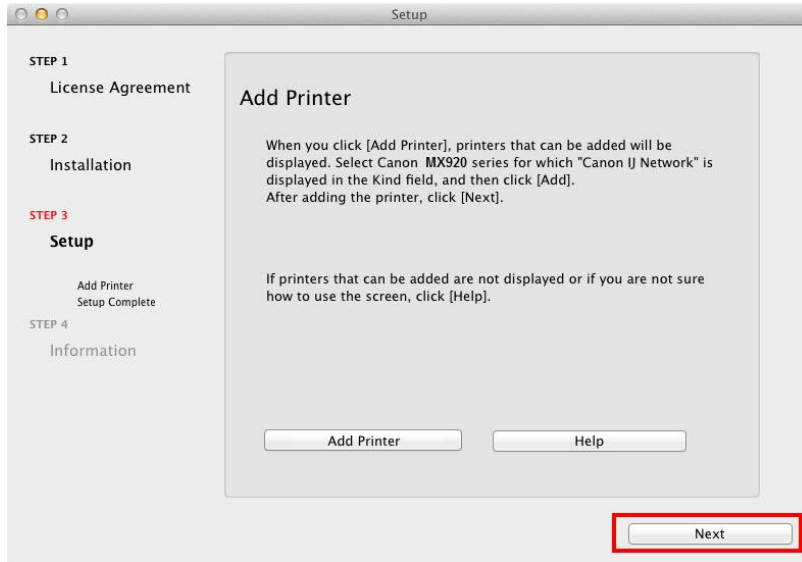 Setup
STEP 1
License Agreement
STEP 2
Installation
STEP 3
Setup
Add Printer
Setup Complete
STEP 4
Information
Add Printer
When you click [Add Printer], printers that can be added will be
displayed. Select Canon MX920 series for which "Canon IJ Network" is
displayed in the Kind field, and then click [Add].
After adding the printer, click [Next].
If printers that can be added are not displayed or if you are not sure
how to use the screen, click [Help].
Add Printer
Help
Next